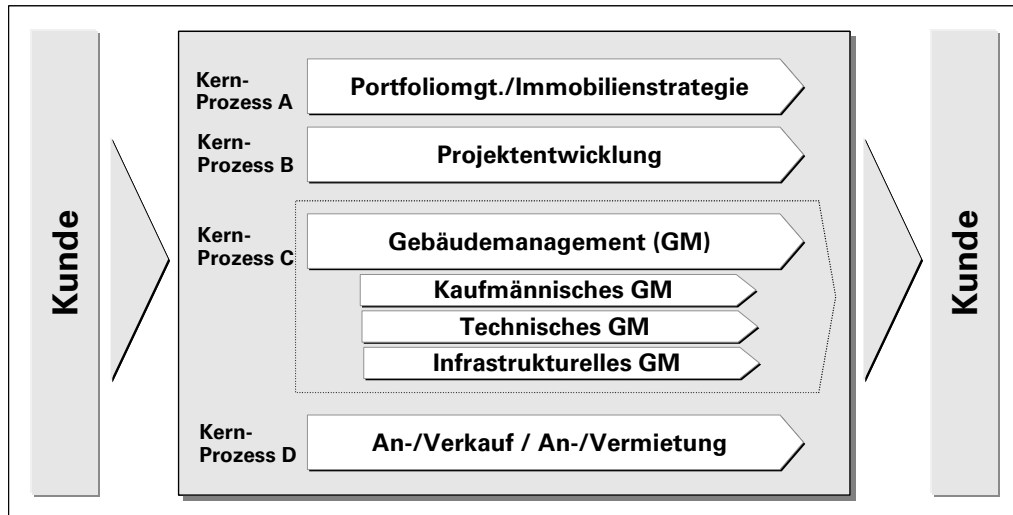 Kunde
Kern-
Prozess A
Portfoliomgt./Immobilienstrategie
Kern-
Prozess B
Projektentwicklung
Kern-
Prozess C
Gebäudemanagement (GM)
Kaufmännisches GM
Technisches GM
Infrastrukturelles GM
Kern-
Prozess D
An-/Verkauf / An-/Vermietung
Kunde